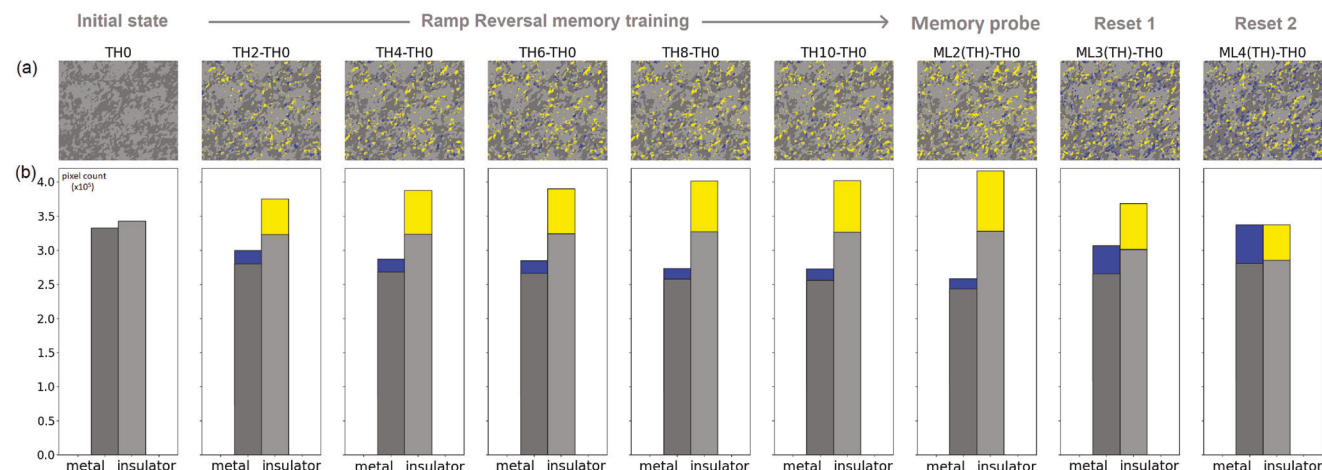 Initial state Ramp Reversal memory training Memory probe Reset 1 Reset 2
TH0 TH2-TH0 TH4-TH0 TH6-TH0 TH8-TH0 TH10-TH0 ML2(TH)-TH0 ML3(TH)-TH0 ML4(TH)-TH0
(a)
(b)
pixel count
(x10⁵)
4.0
3.5
3.0
2.5
2.0
1.5
1.0
0.5
0.0
metal insulator metal insulator metal insulator metal insulator metal insulator metal insulator metal insulator metal insulator metal insulator